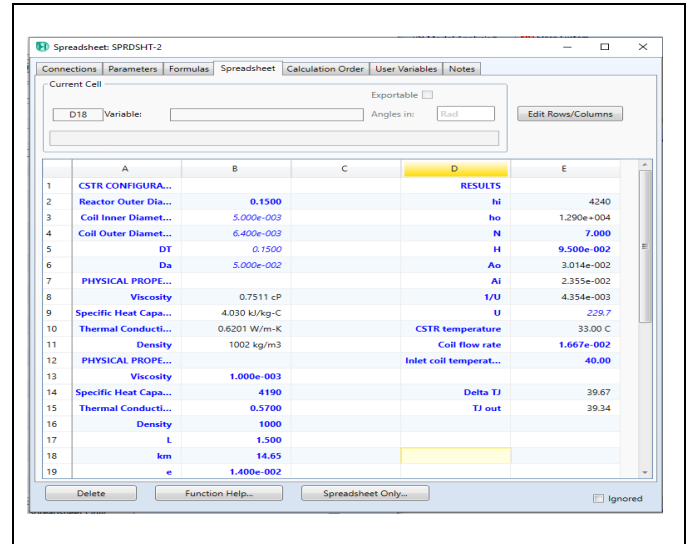 Spreadsheet: SPRDSHT-2
Connections Parameters Formulas Spreadsheet Calculation Order User Variables Notes
Current Cell
Exportable
D18 Variable: Angles in: Rad Edit Rows/Columns
A B C D E
1 CSTR CONFIGURA... RESULTS
2 Reactor Outer Dia... 0.1500 hi 4240
3 Coil Inner Diamet... 5.000e-003 ho 1.290e+004
4 Coil Outer Diamet... 6.400e-003 N 7.000
5 DT 0.1500 H 9.500e-002
6 Da 5.000e-002 Ao 3.014e-002
7 PHYSICAL PROPE... Ai 2.355e-002
8 Viscosity 0.7511 cP 1/U 4.354e-003
9 Specific Heat Capa... 4.030 kJ/kg-C U 229.7
10 Thermal Conducti... 0.6201 W/m-K CSTR temperature 33.00 C
11 Density 1002 kg/m3 Coil flow rate 1.667e-002
12 PHYSICAL PROPE... Inlet coil temperat... 40.00
13 Viscosity 1.000e-003
14 Specific Heat Capa... 4190 Delta TJ 39.67
15 Thermal Conducti... 0.5700 TJ out 39.34
16 Density 1000
17 L 1.500
18 km 14.65
19 e 1.400e-002
Delete Function Help... Spreadsheet Only... Ignored